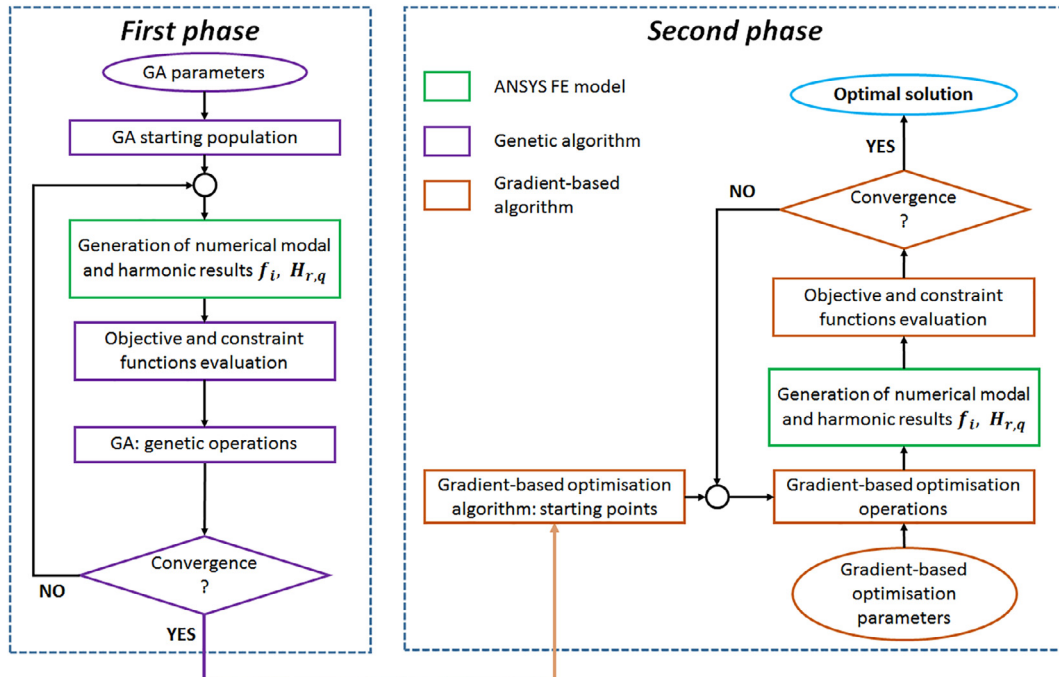 First phase
GA parameters
GA starting population
Generation of numerical modal
and harmonic results f_i, H_{r,q}
Objective and constraint
functions evaluation
GA: genetic operations
Convergence
?
NO
YES
Second phase
ANSYS FE model
Genetic algorithm
Gradient-based
algorithm
Optimal solution
YES
NO
Convergence
?
Objective and constraint
functions evaluation
Generation of numerical modal
and harmonic results f_i, H_{r,q}
Gradient-based optimisation
algorithm: starting points
Gradient-based optimisation
operations
Gradient-based
optimisation
parameters